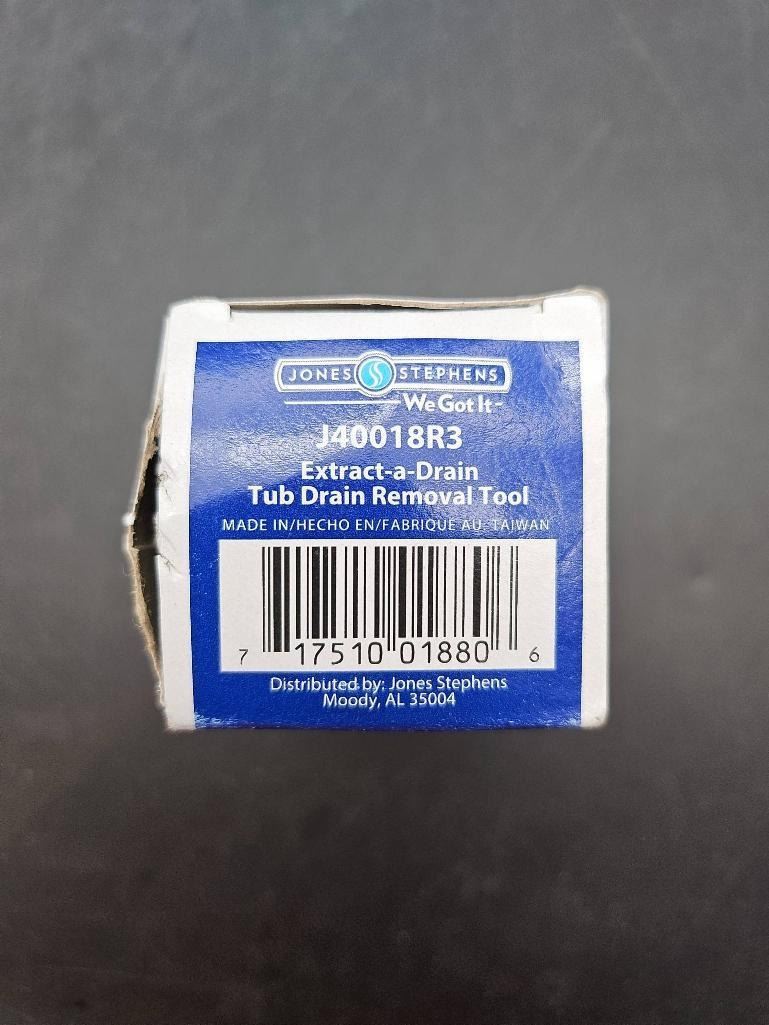 JONES STEPHENS
We Got It™
J40018R3
Extract-a-Drain
Tub Drain Removal Tool
MADE IN/HECHO EN/FABRIQUE AU TAIWAN
7 17510 01880 6
Distributed by: Jones Stephens
Moody, AL 35004